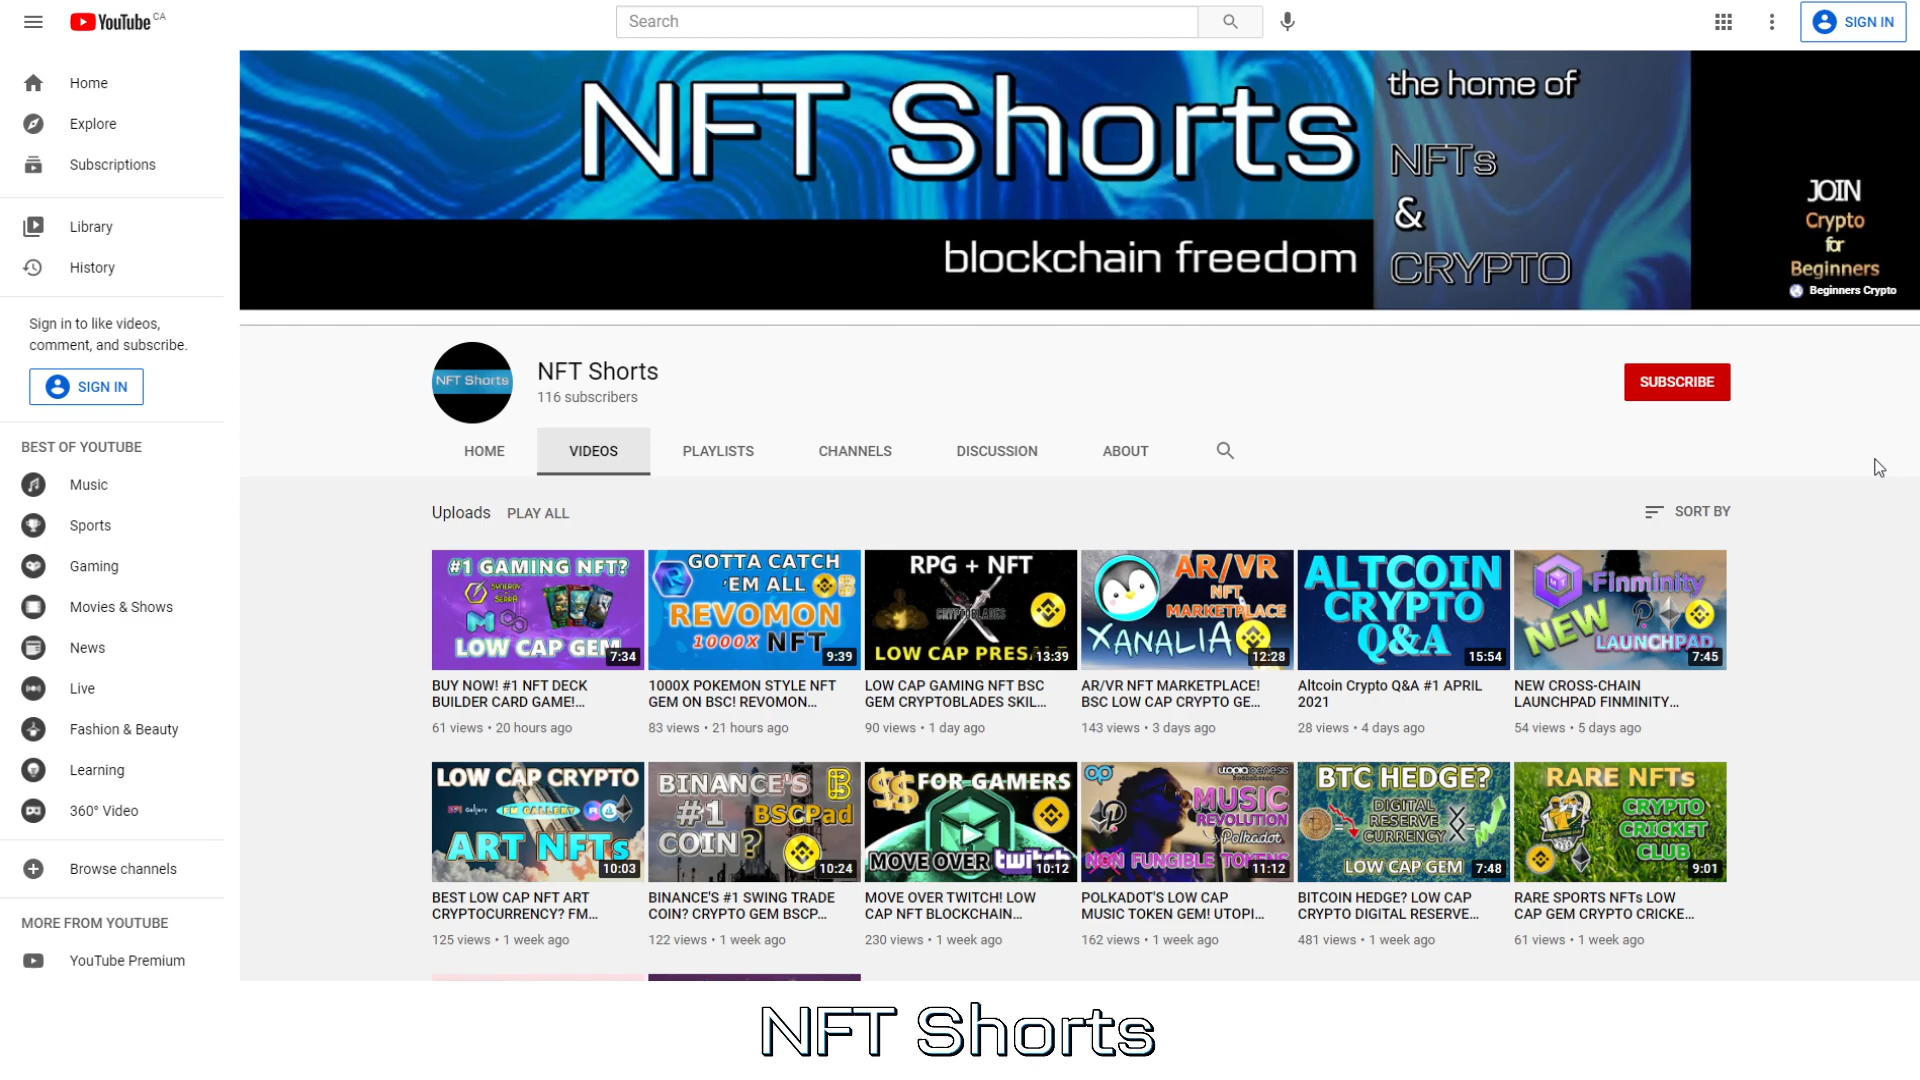 YouTube CA
Search
SIGN IN
Home
Explore
Subscriptions
Library
History
Sign in to like videos,
comment, and subscribe.
SIGN IN
BEST OF YOUTUBE
Music
Sports
Gaming
Movies & Shows
News
Live
Fashion & Beauty
Learning
360° Video
Browse channels
MORE FROM YOUTUBE
YouTube Premium
NFT Shorts
blockchain freedom
the home of
NFTs
&
CRYPTO
JOIN
Crypto
for
Beginners
Beginners Crypto
NFT Shorts
NFT Shorts
116 subscribers
SUBSCRIBE
HOME
VIDEOS
PLAYLISTS
CHANNELS
DISCUSSION
ABOUT
Uploads
PLAY ALL
SORT BY
#1 GAMING NFT?
LOW CAP GEM
7:34
BUY NOW! #1 NFT DECK
BUILDER CARD GAME!...
61 views • 20 hours ago
GOTTA CATCH
'EM ALL
REVOMON
1000X NFT
9:39
1000X POKEMON STYLE NFT
GEM ON BSC! REVOMON...
83 views • 21 hours ago
RPG + NFT
CRYPTOBLADES
LOW CAP PRESALE
13:39
LOW CAP GAMING NFT BSC
GEM CRYPTOBLADES SKIL...
90 views • 1 day ago
AR/VR
NFT
MARKETPLACE
XANALIA
12:28
AR/VR NFT MARKETPLACE!
BSC LOW CAP CRYPTO GE...
143 views • 3 days ago
ALTCOIN
CRYPTO
Q&A
15:54
Altcoin Crypto Q&A #1 APRIL
2021
28 views • 4 days ago
Finminity
NEW
LAUNCHPAD
7:45
NEW CROSS-CHAIN
LAUNCHPAD FINMINITY...
54 views • 5 days ago
LOW CAP CRYPTO
FM GALLERY
ART NFTs
10:03
BEST LOW CAP NFT ART
CRYPTOCURRENCY? FM...
125 views • 1 week ago
BINANCE'S
#1 BSCPad
COIN?
10:24
BINANCE'S #1 SWING TRADE
COIN? CRYPTO GEM BSCP...
122 views • 1 week ago
$$ FOR GAMERS
MOVE OVER twitch
10:12
MOVE OVER TWITCH! LOW
CAP NFT BLOCKCHAIN...
230 views • 1 week ago
utopia genesis
MUSIC
REVOLUTION
Polkadot
NON FUNGIBLE TOKENS
11:12
POLKADOT'S LOW CAP
MUSIC TOKEN GEM! UTOPI...
162 views • 1 week ago
BTC HEDGE?
DIGITAL
RESERVE
CURRENCY
LOW CAP GEM
7:48
BITCOIN HEDGE? LOW CAP
CRYPTO DIGITAL RESERVE...
481 views • 1 week ago
RARE NFTs
CRYPTO
CRICKET
CLUB
9:01
RARE SPORTS NFTs LOW
CAP GEM CRYPTO CRICKE...
61 views • 1 week ago
NFT Shorts